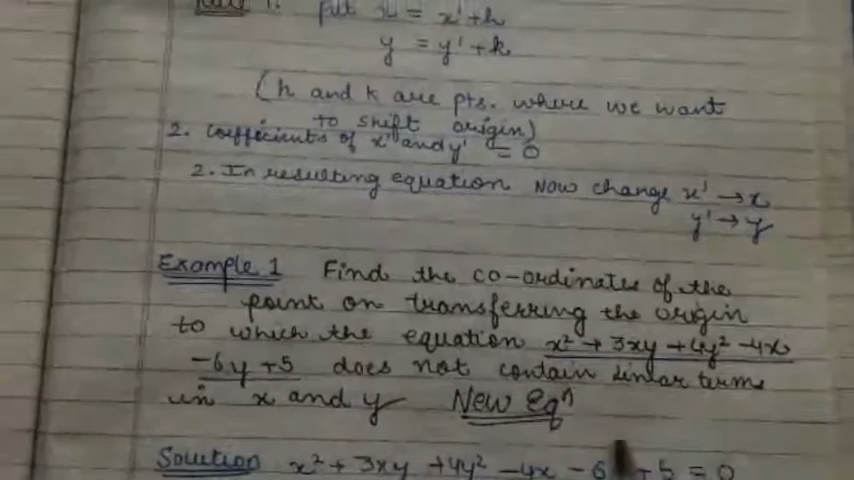 Rule 1. Put x = x' + h
y = y' + k
(h and k are pts. where we want
to shift origin)
2. Coefficients of x' and y' = 0
2. In resulting equation Now change x' → x
y' → y
Example 1 Find the co-ordinates of the
point on transferring the origin
to which the equation x² + 3xy + 4y² - 4x
- 6y + 5 does not contain linear terms
in x and y New eqⁿ
Solution x² + 3xy + 4y² - 4x - 6 + 5 = 0